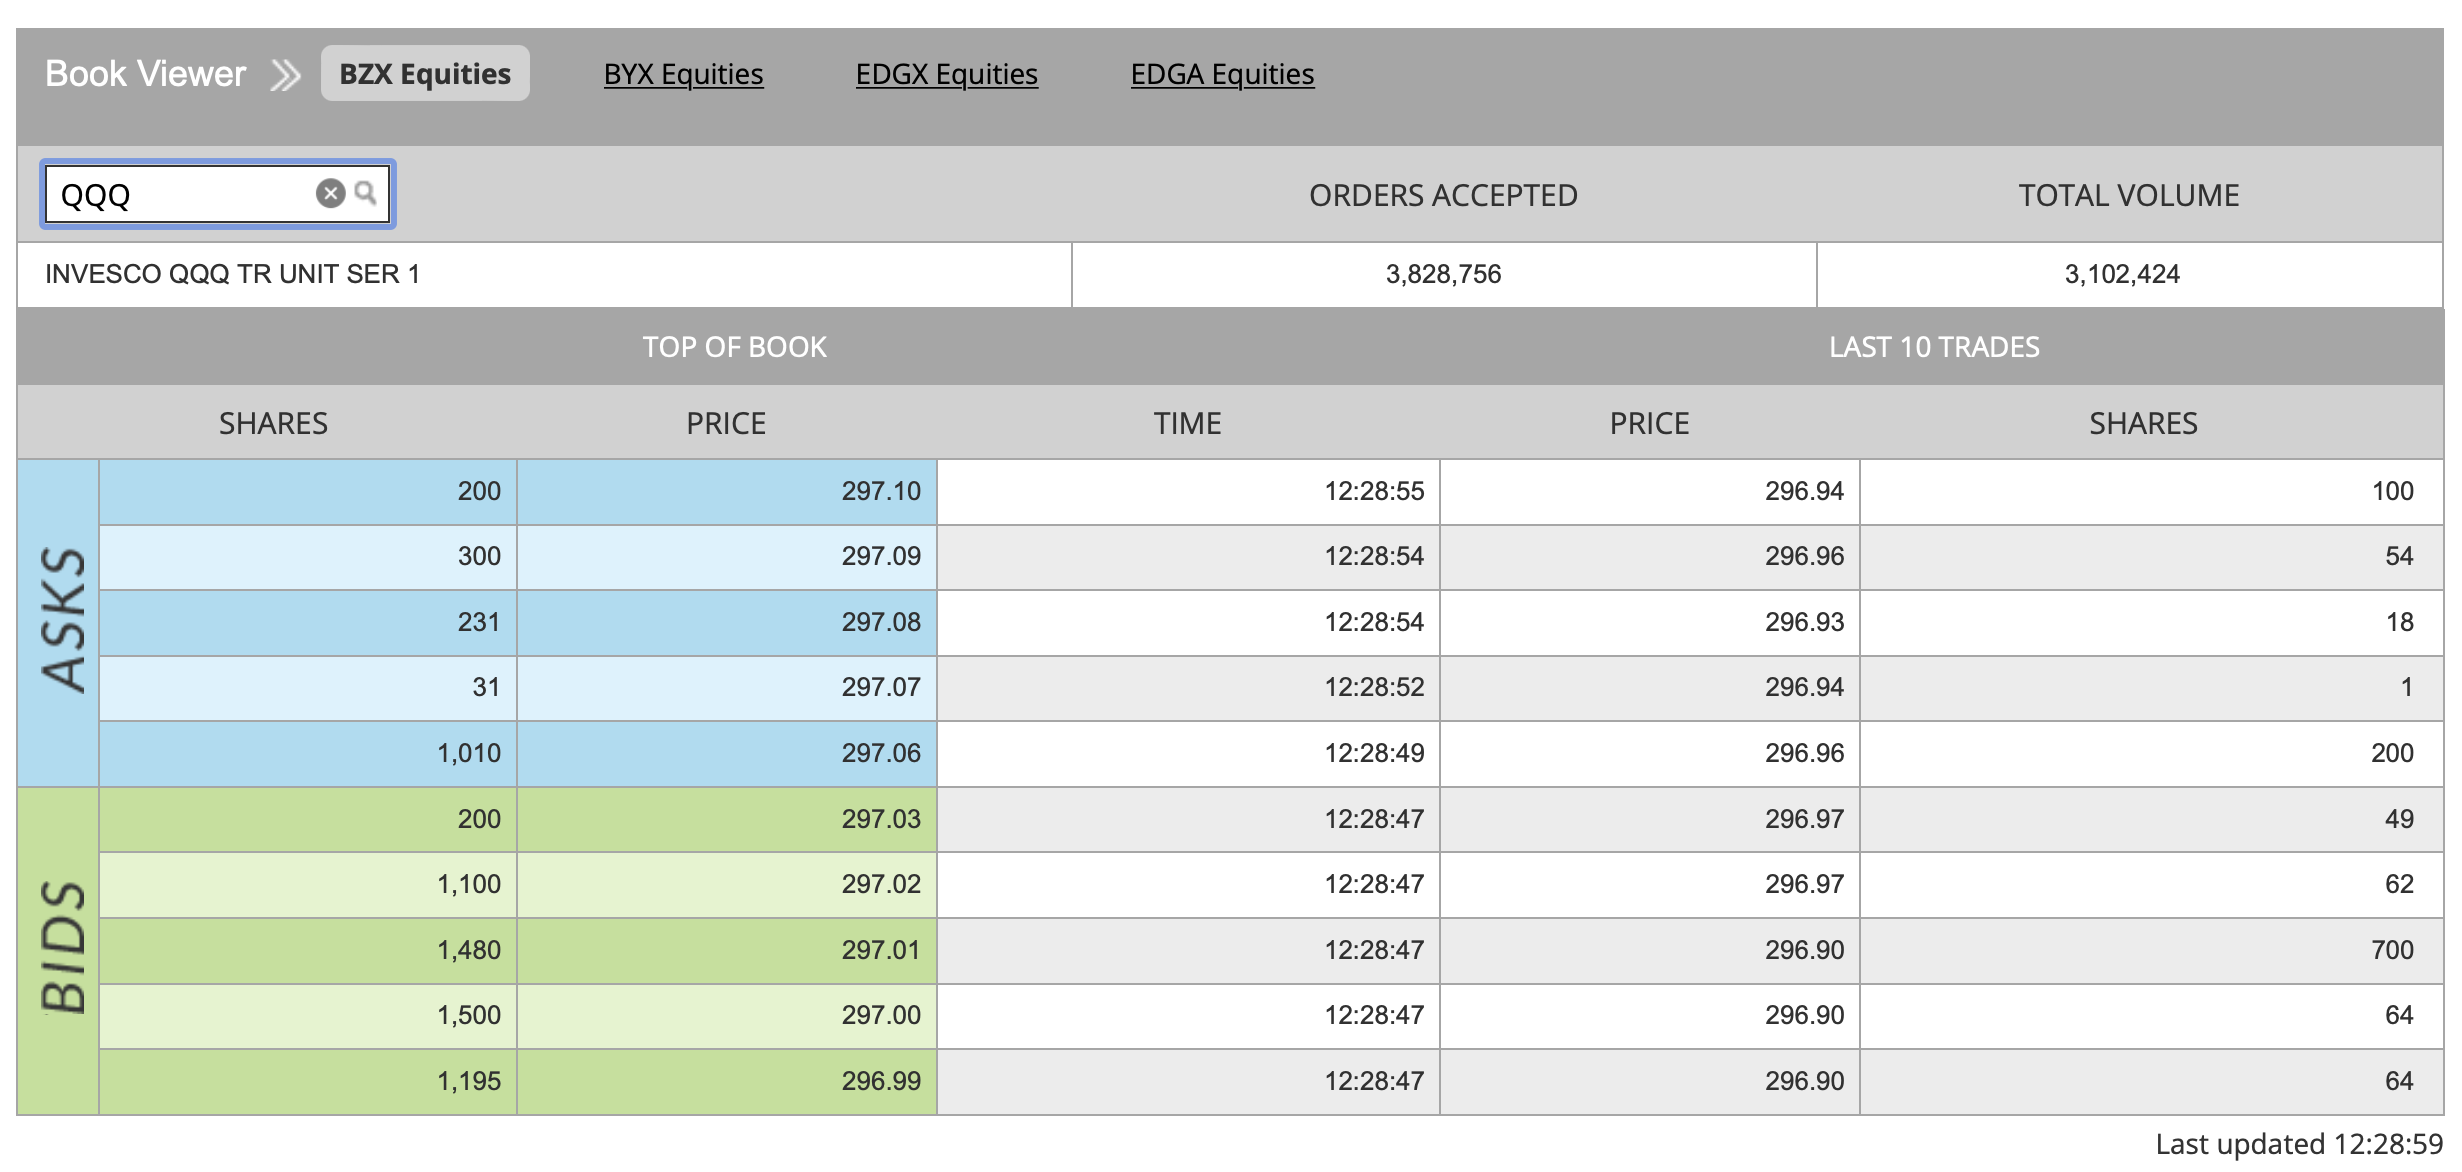 Book Viewer BZX Equities BYX Equities EDGX Equities EDGA Equities
QQQ ORDERS ACCEPTED TOTAL VOLUME
INVESCO QQQ TR UNIT SER 1 3,828,756 3,102,424
TOP OF BOOK LAST 10 TRADES
SHARES PRICE TIME PRICE SHARES
ASKS
200 297.10 12:28:55 296.94 100
300 297.09 12:28:54 296.96 54
231 297.08 12:28:54 296.93 18
31 297.07 12:28:52 296.94 1
1,010 297.06 12:28:49 296.96 200
BIDS
200 297.03 12:28:47 296.97 49
1,100 297.02 12:28:47 296.97 62
1,480 297.01 12:28:47 296.90 700
1,500 297.00 12:28:47 296.90 64
1,195 296.99 12:28:47 296.90 64
Last updated 12:28:59